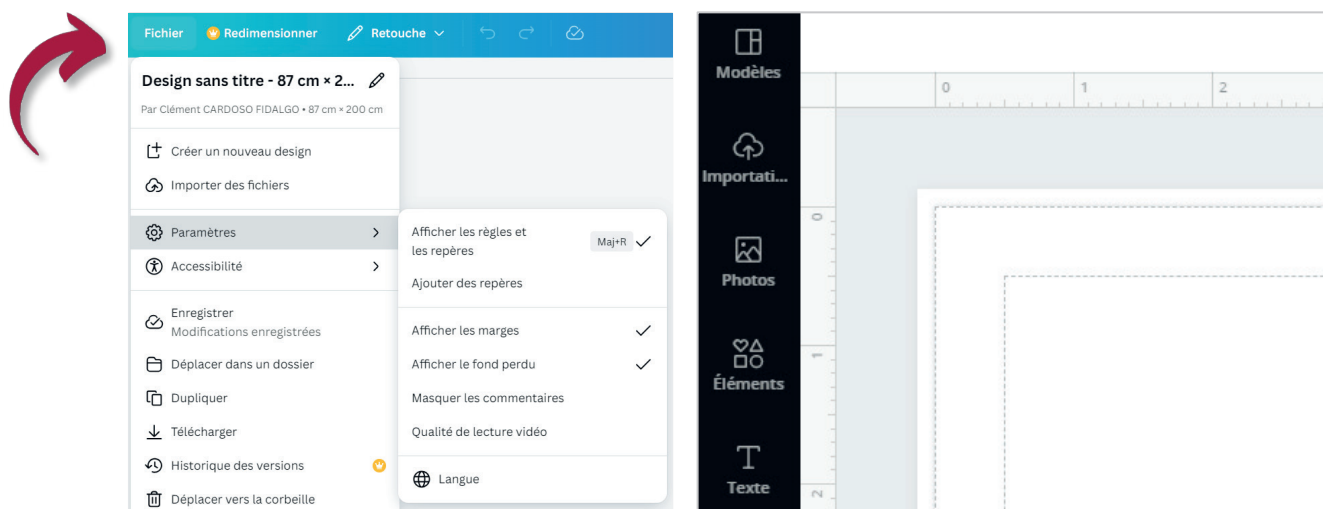 Fichier
Redimensionner
Retouche
Design sans titre - 87 cm × 2...
Par Clément CARDOSO FIDALGO • 87 cm × 200 cm
Créer un nouveau design
Importer des fichiers
Paramètres
Accessibilité
Enregistrer
Modifications enregistrées
Déplacer dans un dossier
Dupliquer
Télécharger
Historique des versions
Déplacer vers la corbeille
Afficher les règles et
les repères
Maj+R
Ajouter des repères
Afficher les marges
Afficher le fond perdu
Masquer les commentaires
Qualité de lecture vidéo
Langue
Modèles
Importati...
Photos
Éléments
Texte
0
1
2
0
1
2